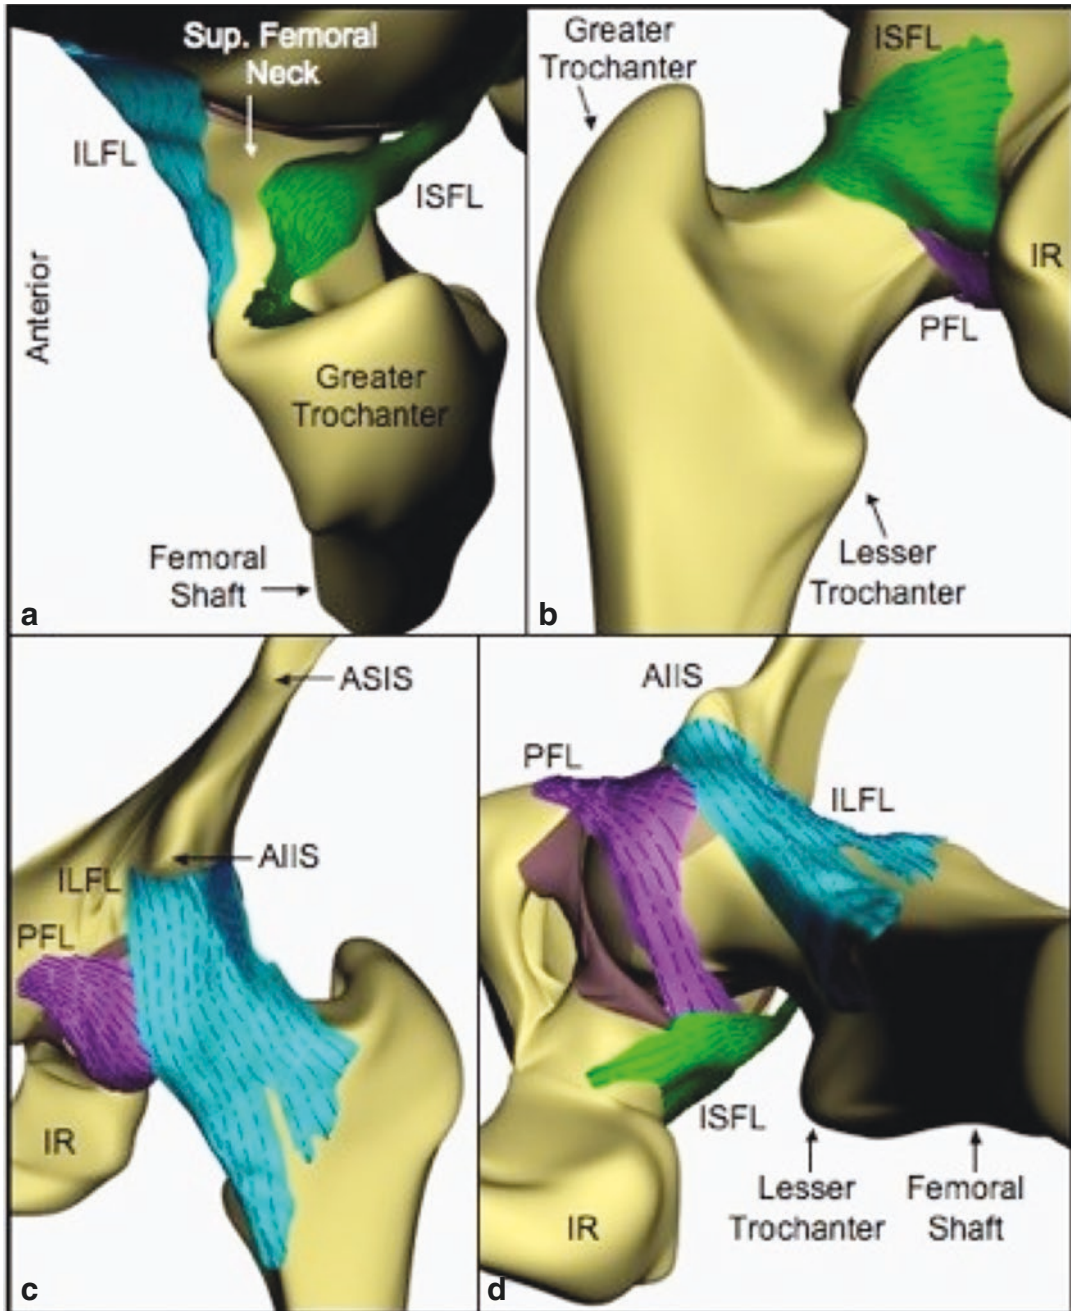 Sup. Femoral
Neck
ILFL
ISFL
Anterior
Greater
Trochanter
Femoral
Shaft
a
Greater
Trochanter
ISFL
IR
PFL
Lesser
Trochanter
b
ASIS
AIIS
ILFL
PFL
IR
c
AIIS
PFL
ILFL
ISFL
Lesser
Trochanter
Femoral
Shaft
IR
d